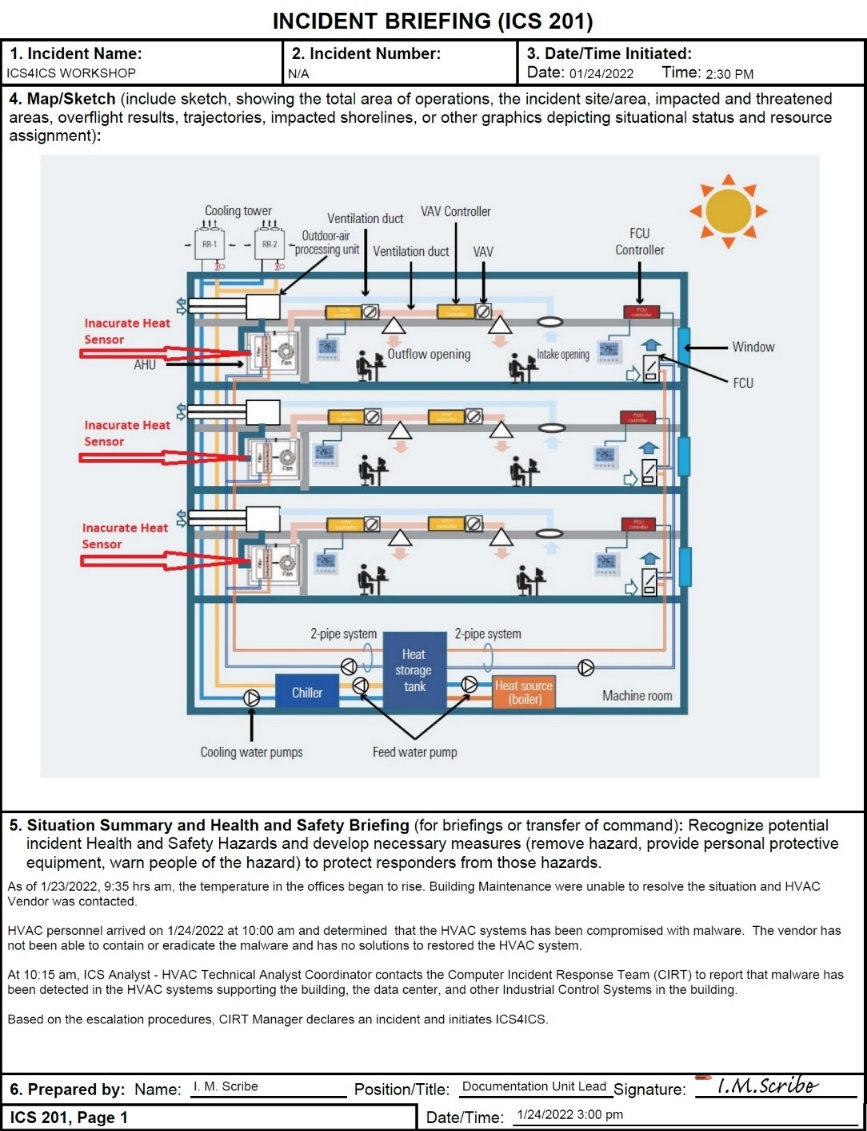 INCIDENT BRIEFING (ICS 201)
1. Incident Name:
ICS4ICS WORKSHOP
2. Incident Number:
N/A
3. Date/Time Initiated:
Date: 01/24/2022 Time: 2:30 PM
4. Map/Sketch (include sketch, showing the total area of operations, the incident site/area, impacted and threatened
areas, overflight results, trajectories, impacted shorelines, or other graphics depicting situational status and resource
assignment):
Cooling tower
RR-1
RR-2
Outdoor-air
processing unit
Ventilation duct
Ventilation duct
VAV Controller
VAV
FCU
Controller
Inacurate Heat
Sensor
AHU
Filter
Fan
Outflow opening
Intake opening
Window
FCU
Inacurate Heat
Sensor
Filter
Fan
Inacurate Heat
Sensor
Filter
Fan
2-pipe system
2-pipe system
Heat
storage
tank
Chiller
Heat source
(boiler)
Machine room
Cooling water pumps
Feed water pump
5. Situation Summary and Health and Safety Briefing (for briefings or transfer of command): Recognize potential
incident Health and Safety Hazards and develop necessary measures (remove hazard, provide personal protective
equipment, warn people of the hazard) to protect responders from those hazards.
As of 1/23/2022, 9:35 hrs am, the temperature in the offices began to rise. Building Maintenance were unable to resolve the situation and HVAC
Vendor was contacted.
HVAC personnel arrived on 1/24/2022 at 10:00 am and determined that the HVAC systems has been compromised with malware. The vendor has
not been able to contain or eradicate the malware and has no solutions to restored the HVAC system.
At 10:15 am, ICS Analyst - HVAC Technical Analyst Coordinator contacts the Computer Incident Response Team (CIRT) to report that malware has
been detected in the HVAC systems supporting the building, the data center, and other Industrial Control Systems in the building.
Based on the escalation procedures, CIRT Manager declares an incident and initiates ICS4ICS.
6. Prepared by: Name: I. M. Scribe Position/Title: Documentation Unit Lead Signature: I.M.Scribe
ICS 201, Page 1
Date/Time: 1/24/2022 3:00 pm